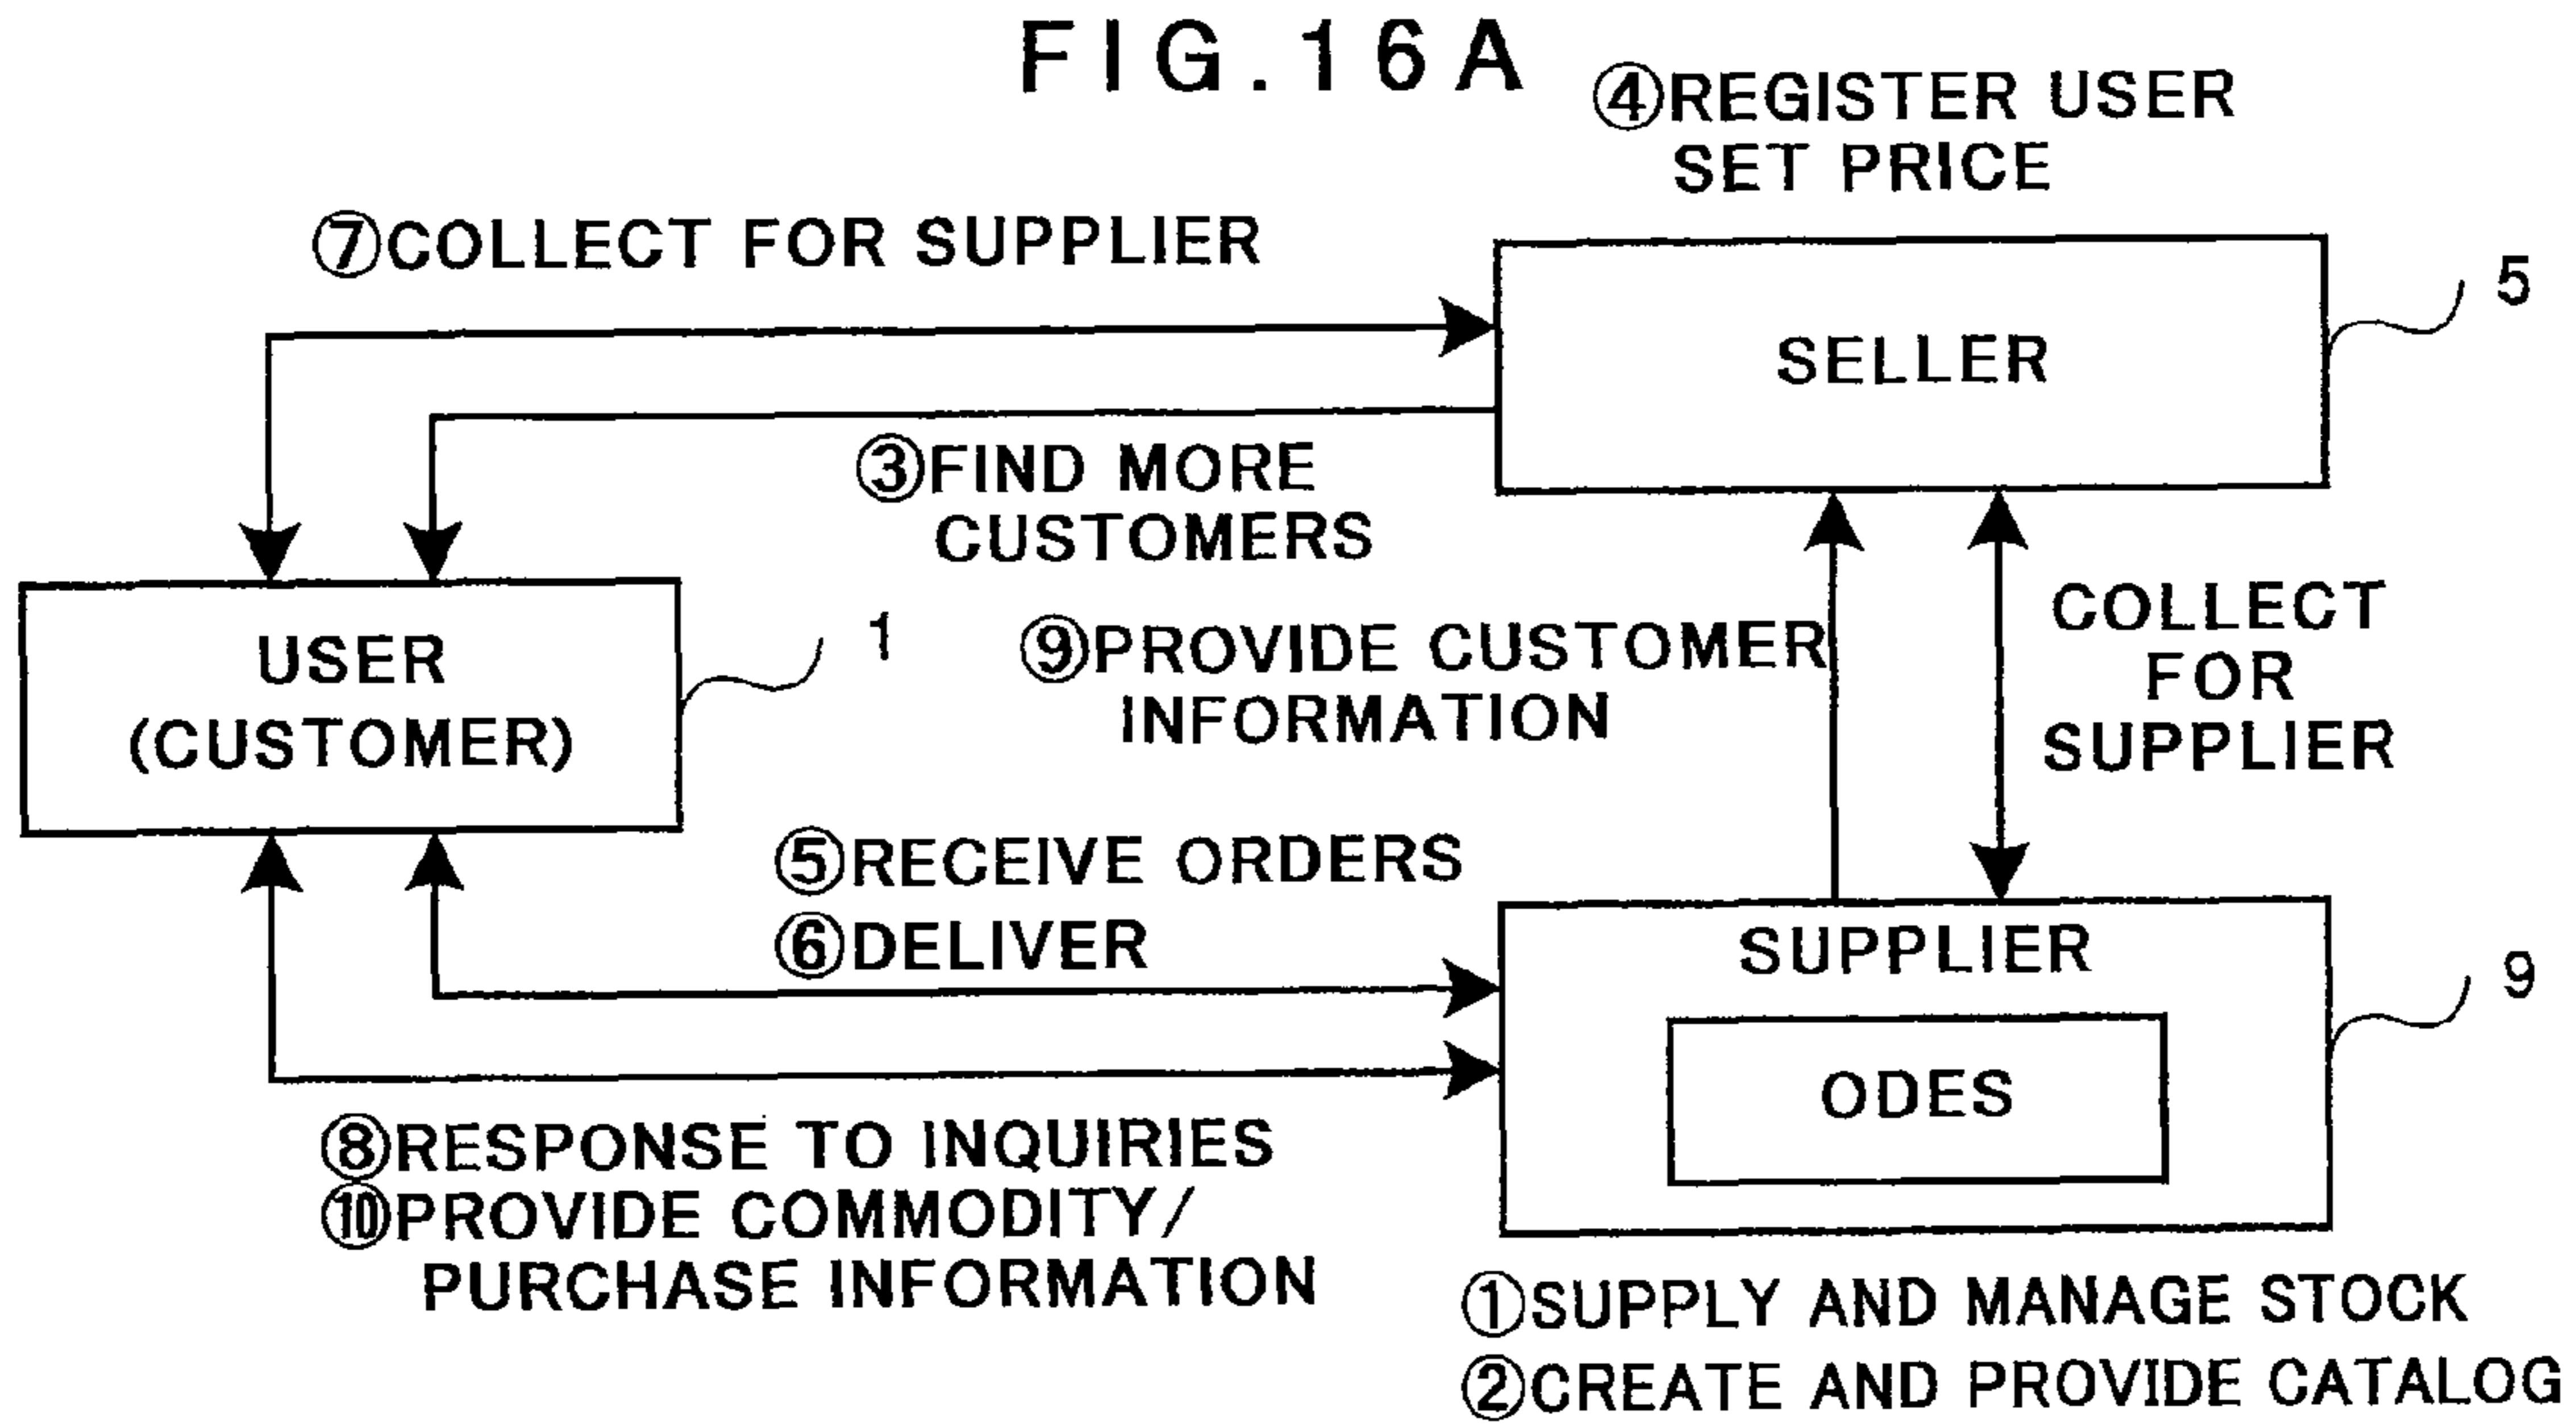 FIG.16A
④REGISTER USER
SET PRICE
⑦COLLECT FOR SUPPLIER
5
SELLER
③FIND MORE
CUSTOMERS
USER
(CUSTOMER)
1
⑨PROVIDE CUSTOMER
INFORMATION
COLLECT
FOR
SUPPLIER
⑤RECEIVE ORDERS
⑥DELIVER
SUPPLIER
9
ODES
⑧RESPONSE TO INQUIRIES
⑩PROVIDE COMMODITY/
PURCHASE INFORMATION
①SUPPLY AND MANAGE STOCK
②CREATE AND PROVIDE CATALOG